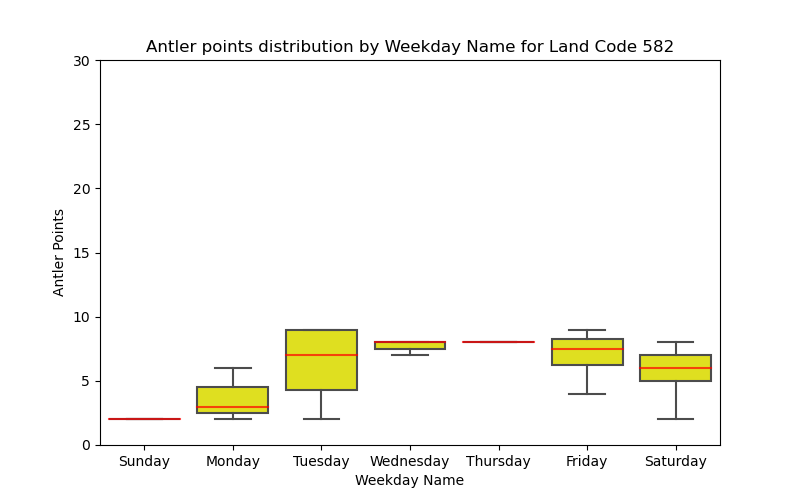 Antler points distribution by Weekday Name for Land Code 582
30
25
20
15
10
5
0
Antler Points
Sunday Monday Tuesday Wednesday Thursday Friday Saturday
Weekday Name